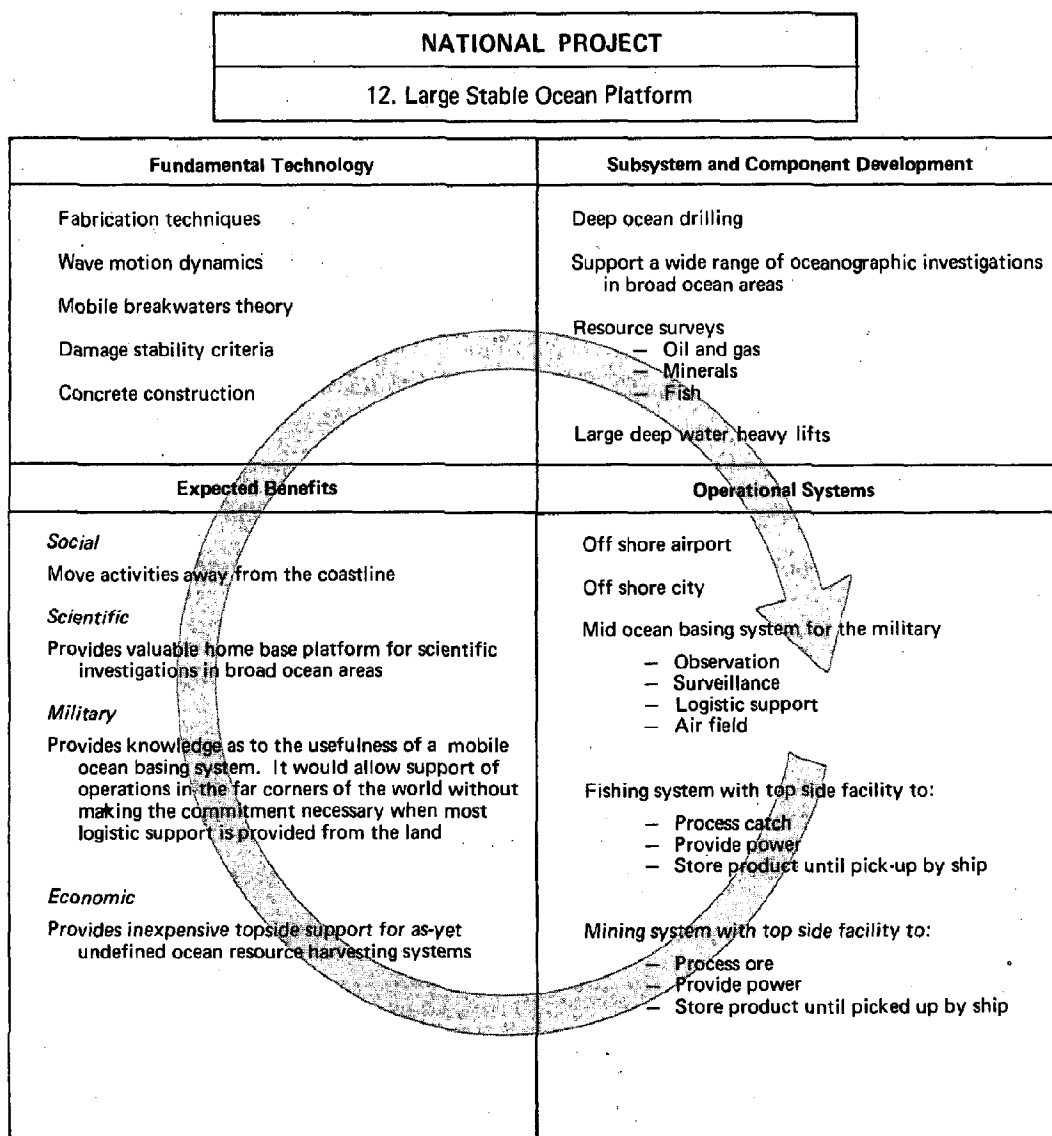 NATIONAL PROJECT
12. Large Stable Ocean Platform
Fundamental Technology
Fabrication techniques
Wave motion dynamics
Mobile breakwaters theory
Damage stability criteria
Concrete construction
Subsystem and Component Development
Deep ocean drilling
Support a wide range of oceanographic investigations
in broad ocean areas
Resource surveys
— Oil and gas
— Minerals
— Fish
Large deep water heavy lifts
Expected Benefits
Social
Move activities away from the coastline
Scientific
Provides valuable home base platform for scientific
investigations in broad ocean areas
Military
Provides knowledge as to the usefulness of a mobile
ocean basing system. It would allow support of
operations in the far corners of the world without
making the commitment necessary when most
logistic support is provided from the land
Economic
Provides inexpensive topside support for as-yet
undefined ocean resource harvesting systems
Operational Systems
Off shore airport
Off shore city
Mid ocean basing system for the military
— Observation
— Surveillance
— Logistic support
— Air field
Fishing system with top side facility to:
— Process catch
— Provide power
— Store product until pick-up by ship
Mining system with top side facility to:
— Process ore
— Provide power
— Store product until picked up by ship